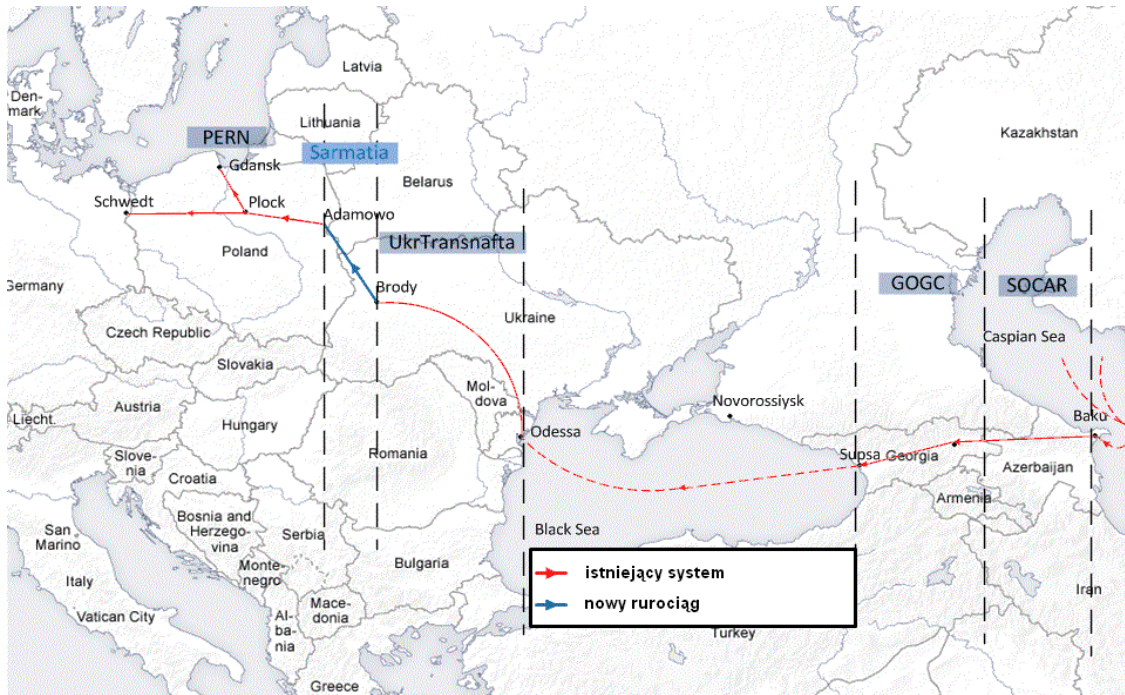 Latvia
Den-
mark
Lithuania
PERN
Sarmatia
Gdansk
Kazakhstan
Belarus
Schwedt
Plock
Adamowo
Poland
UkrTransnafta
Germany
Brody
GOGC
SOCAR
Ukraine
Czech Republic
Caspian Sea
Slovakia
Mol-
dova
Austria
Liecht.
Hungary
Novorossiysk
Baku
Odessa
Slove-
nia
Romania
Supsa
Georgia
Croatia
Azerbaijan
Armenia
Bosnia and
Herzego-
vina
San
Marino
Serbia
Black Sea
Bulgaria
Monte-
negro
Italy
istniejący system
nowy rurociąg
Iran
Vatican City
Mace-
donia
Al-
ba-
nia
Turkey
Greece